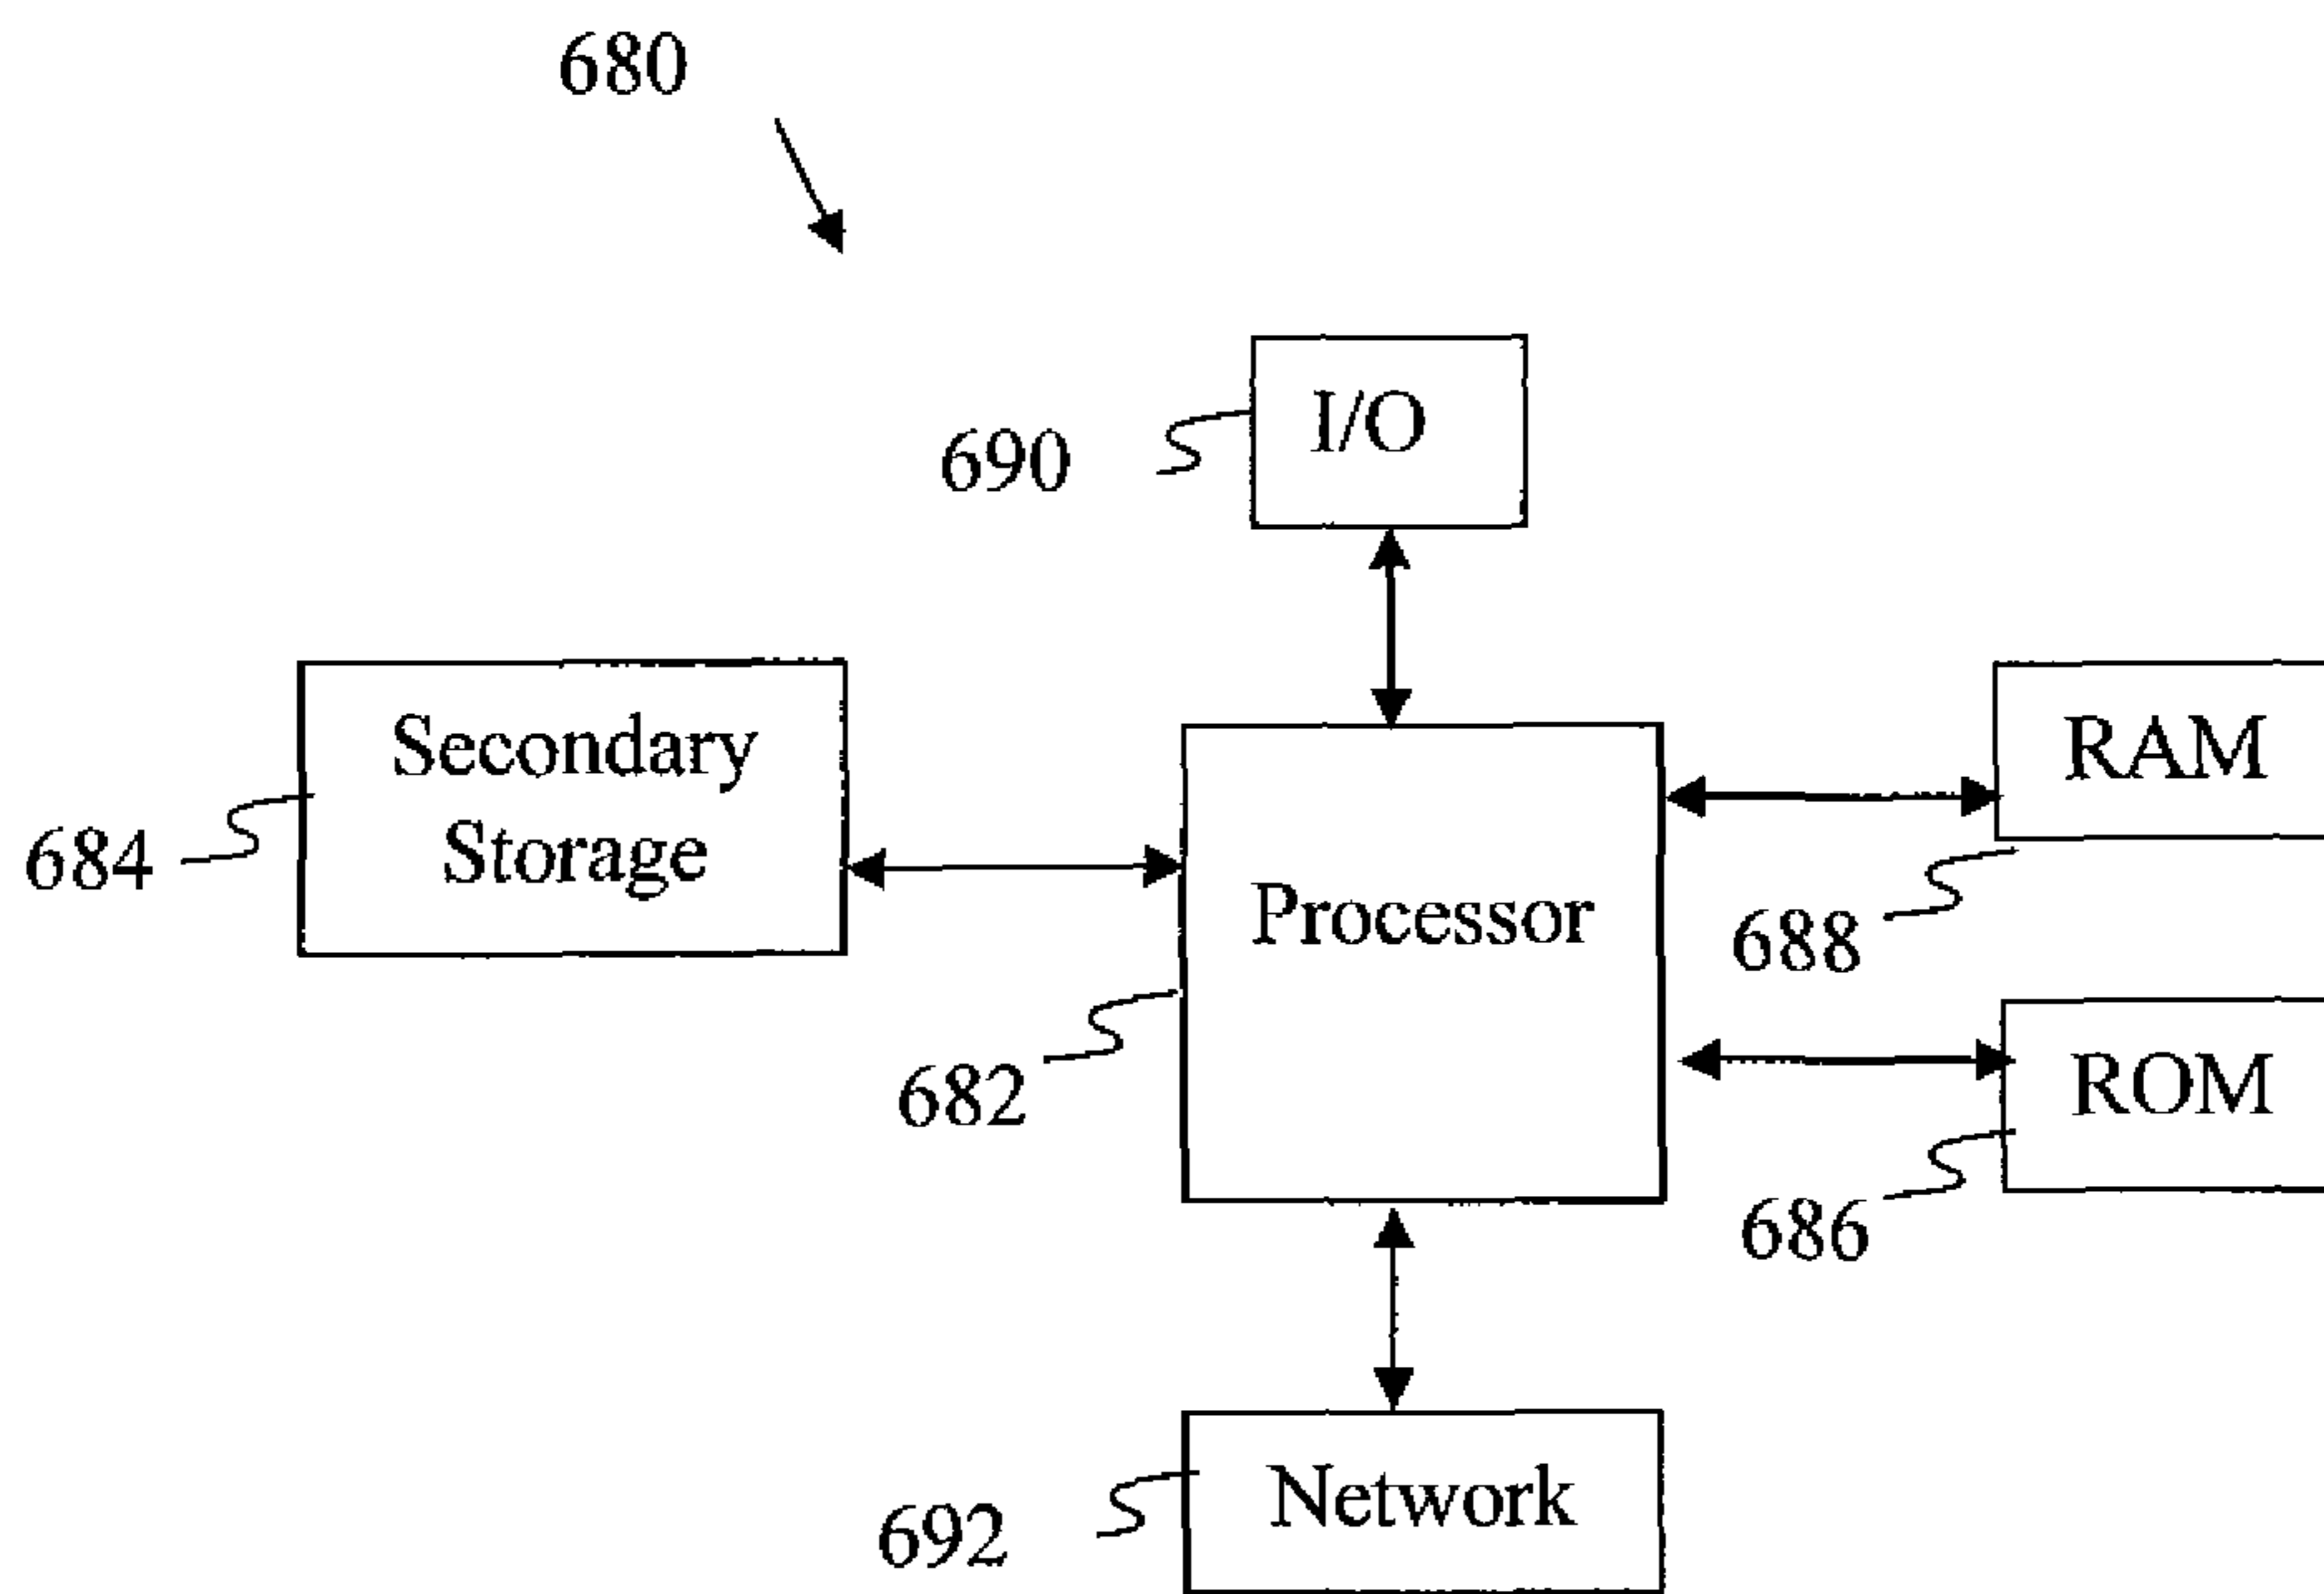 680
I/O
690
Secondary
Storage
RAM
684
Processor
688
682
ROM
686
Network
692